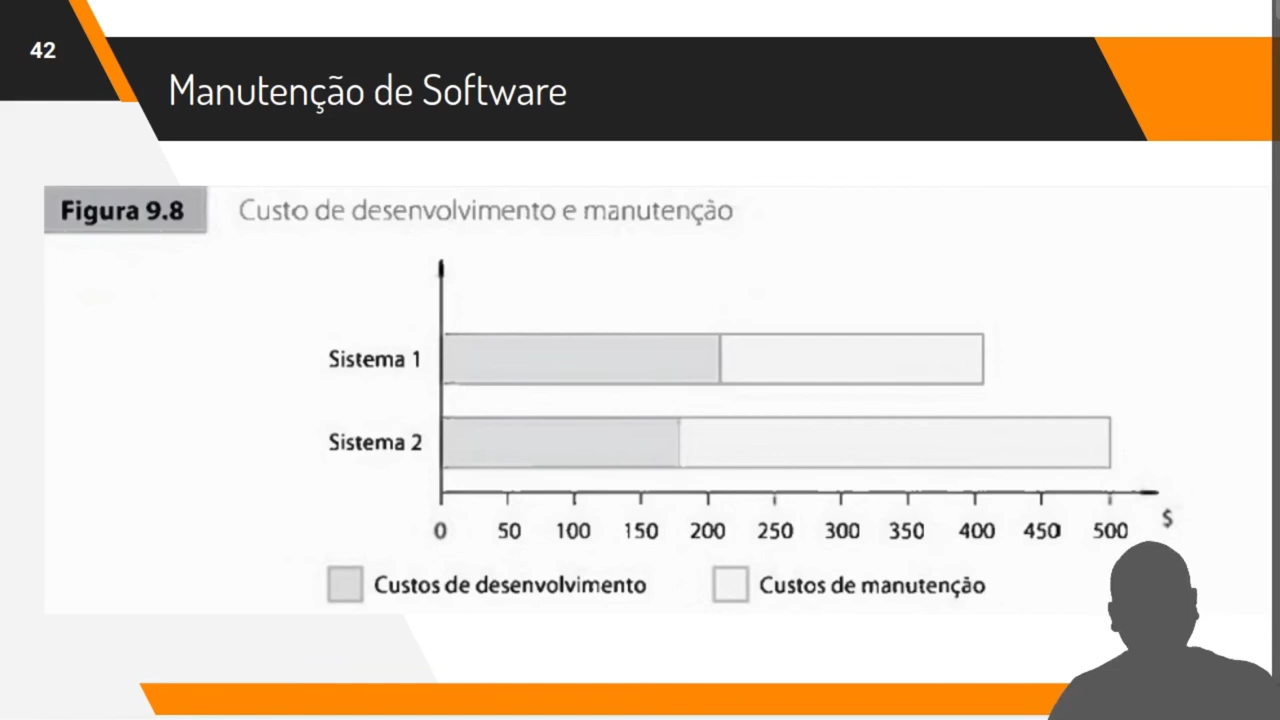 42
Manutenção de Software
Figura 9.8 Custo de desenvolvimento e manutenção
Sistema 1
Sistema 2
0 50 100 150 200 250 300 350 400 450 500 $
Custos de desenvolvimento Custos de manutenção